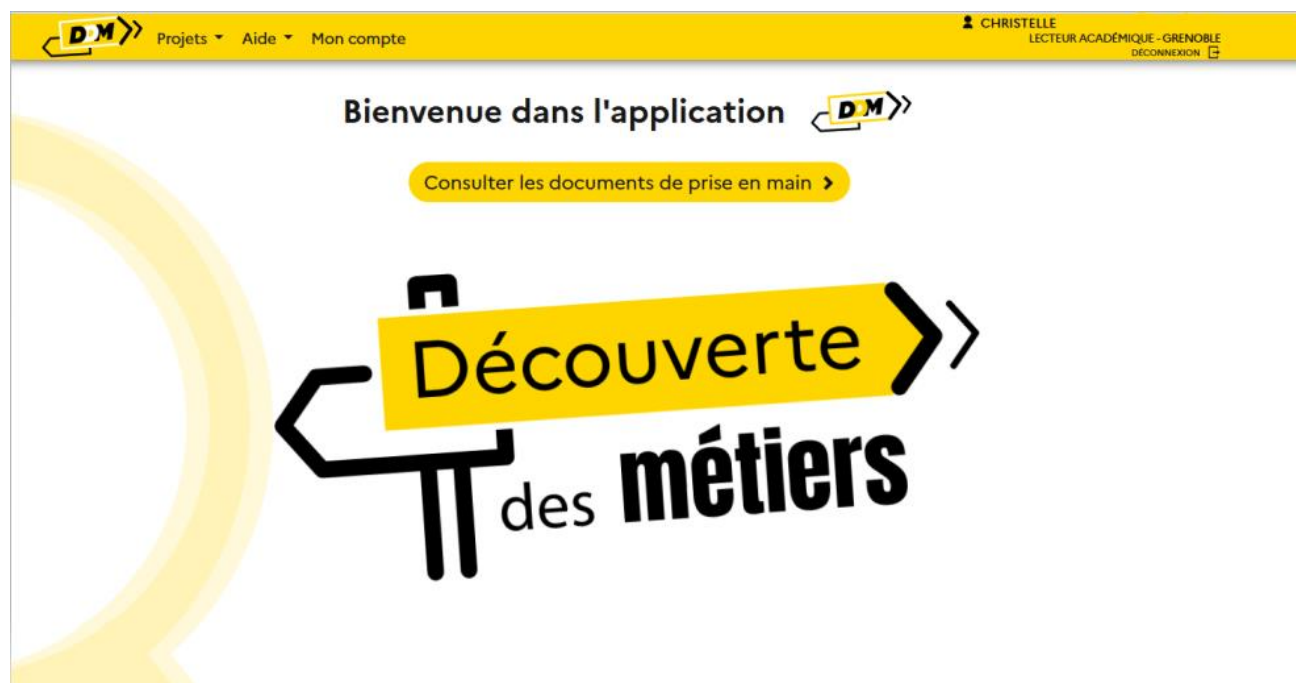 DDM Projets Aide Mon compte
CHRISTELLE
LECTEUR ACADÉMIQUE - GRENOBLE
DÉCONNEXION
Bienvenue dans l'application DDM
Consulter les documents de prise en main
Découverte
des métiers